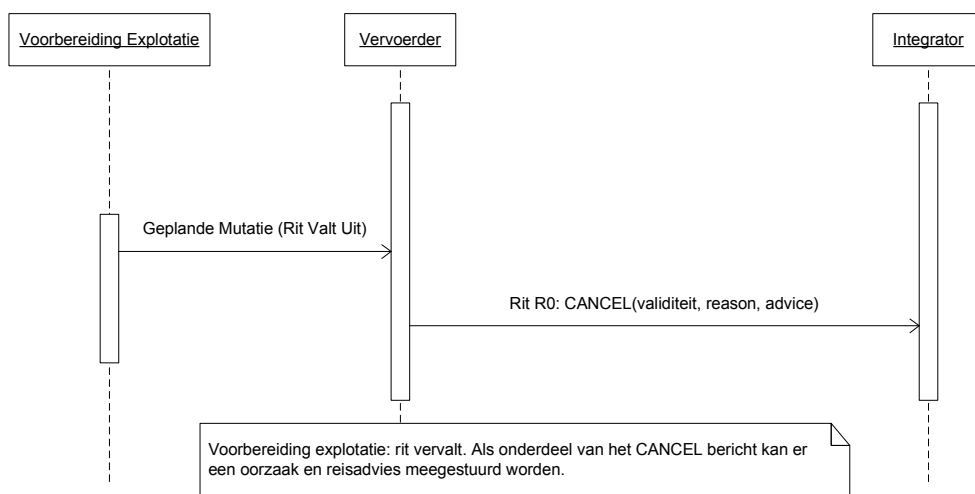 Voorbereiding Explotatie
Vervoerder
Integrator
Geplande Mutatie (Rit Valt Uit)
Rit R0: CANCEL(validiteit, reason, advice)
Voorbereiding explotatie: rit vervalt. Als onderdeel van het CANCEL bericht kan er
een oorzaak en reisadvies meegestuurd worden.